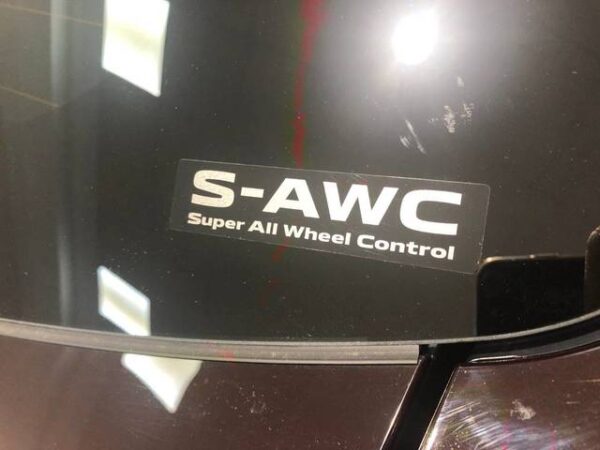 S-AWC
Super All Wheel Control